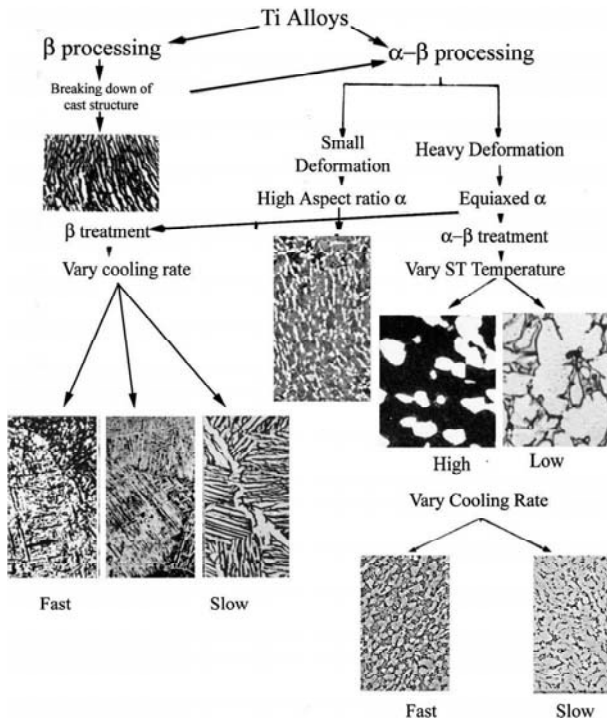 Ti Alloys
β processing
α–β processing
Breaking down of
cast structure
Small
Deformation
Heavy Deformation
High Aspect ratio α
Equiaxed α
β treatment
α–β treatment
Vary cooling rate
Vary ST Temperature
High
Low
Vary Cooling Rate
Fast
Slow
Fast
Slow